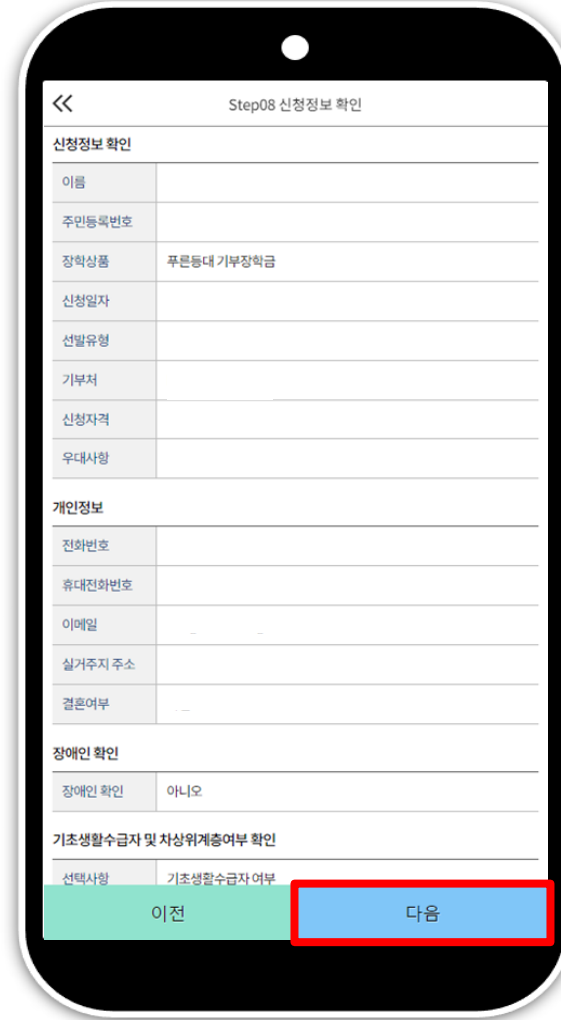 Step08 신청정보 확인
신청정보 확인
이름
주민등록번호
장학상품 푸른등대 기부장학금
신청일자
선발유형
기부처
신청자격
우대사항
개인정보
전화번호
휴대전화번호
이메일
실거주지 주소
결혼여부
장애인 확인
장애인 확인 아니오
기초생활수급자 및 차상위계층여부 확인
선택사항 기초생활수급자 여부
이전 다음